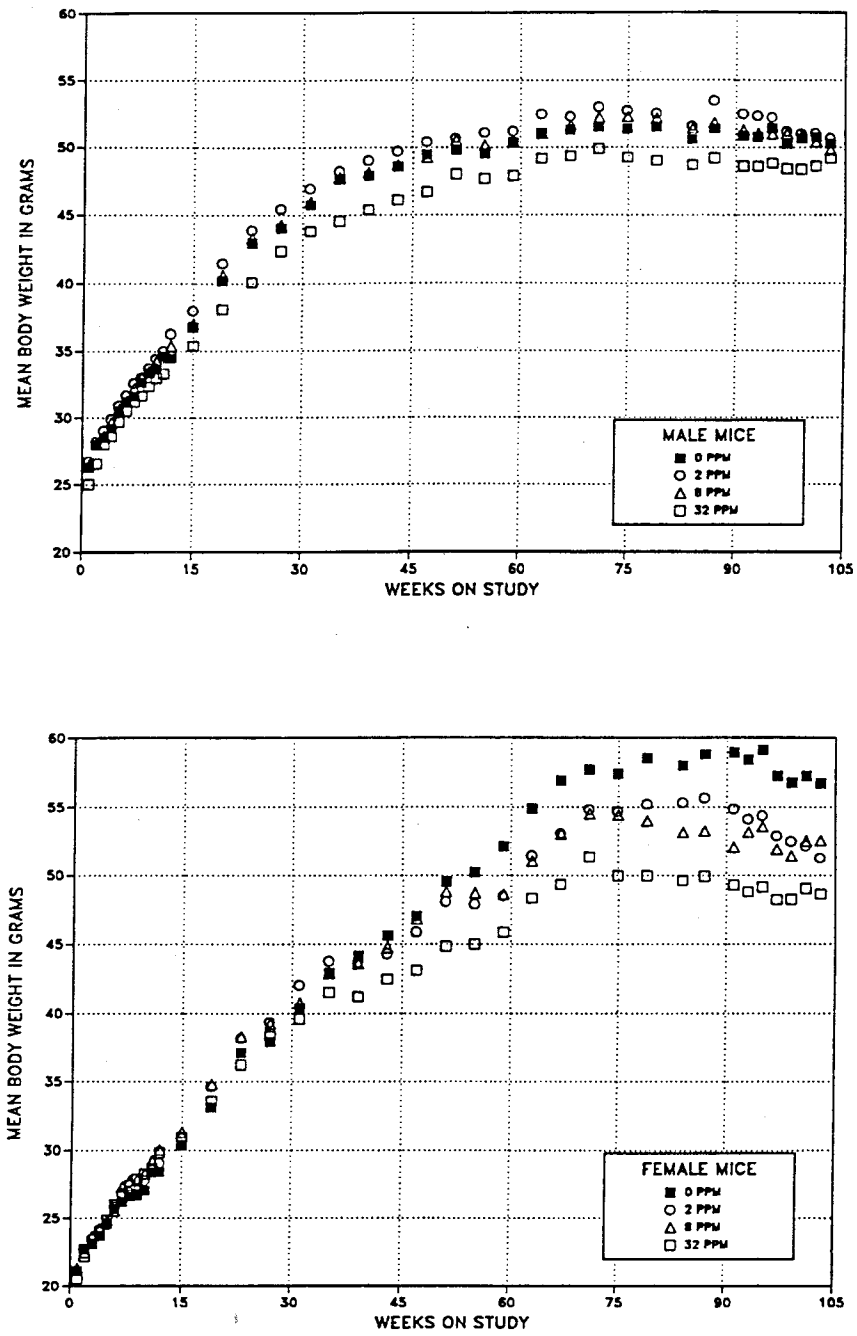 60
55
50
45
40
35
30
25
20
MEAN BODY WEIGHT IN GRAMS
MALE MICE
0 PPM
2 PPM
8 PPM
32 PPM
0 15 30 45 60 75 90 105
WEEKS ON STUDY
60
55
50
45
40
35
30
25
20
MEAN BODY WEIGHT IN GRAMS
FEMALE MICE
0 PPM
2 PPM
8 PPM
32 PPM
0 15 30 45 60 75 90 105
WEEKS ON STUDY